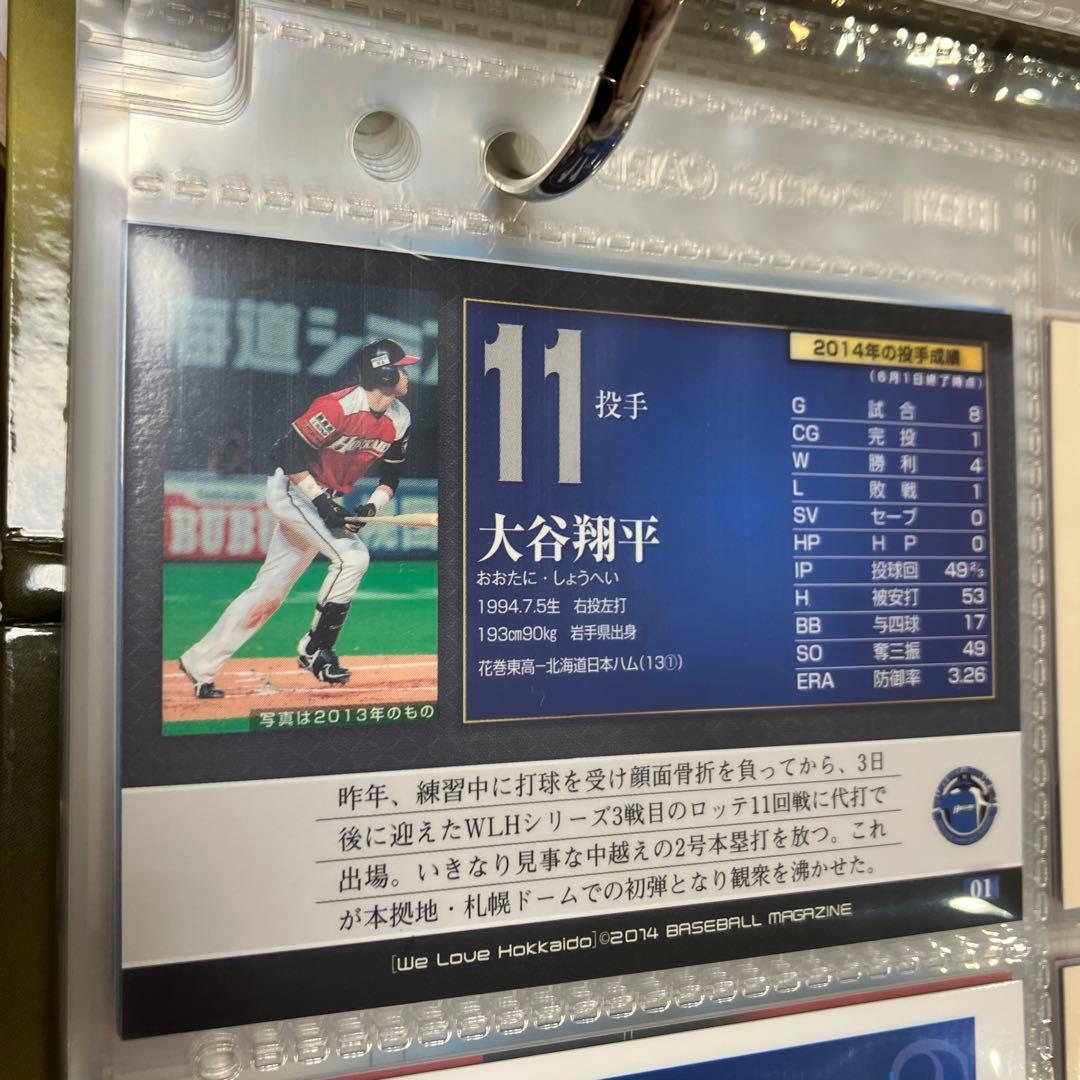 海道シ
HOKKAIDO
写真は2013年のもの
11
投手
大谷翔平
おおたに・しょうへい
1994.7.5生 右投左打
193cm90kg 岩手県出身
花巻東高−北海道日本ハム(13①)
2014年の投手成績
(6月1日終了時点)
G 試合 8
CG 完投 1
W 勝利 4
L 敗戦 1
SV セーブ 0
HP H P 0
IP 投球回 49⅔
H 被安打 53
BB 与四球 17
SO 奪三振 49
ERA 防御率 3.26
昨年、練習中に打球を受け顔面骨折を負ってから、3日
後に迎えたWLHシリーズ3戦目のロッテ11回戦に代打で
出場。いきなり見事な中越えの2号本塁打を放つ。これ
が本拠地・札幌ドームでの初弾となり観衆を沸かせた。
01
[We Love Hokkaido]©2014 BASEBALL MAGAZINE